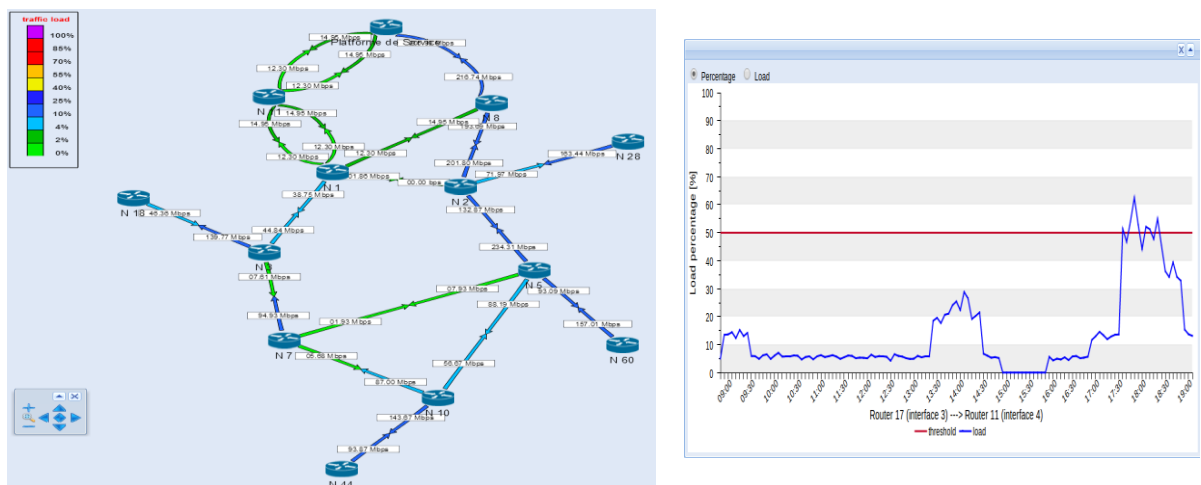 traffic load
100%
85%
70%
55%
40%
25%
10%
4%
2%
0%
14.95 Mbps
Platforme de Service
14.95 Mbps
12.30 Mbps
12.30 Mbps
216.74 Mbps
14.95 Mbps
14.95 Mbps
N 8
14.95 Mbps
12.30 Mbps
12.30 Mbps
12.30 Mbps
N 1
201.80 Mbps
N 28
163.44 Mbps
71.97 Mbps
00.00 bps
N 2
N 18
46.36 Mbps
38.75 Mbps
132.87 Mbps
139.77 Mbps
44.84 Mbps
234.31 Mbps
07.61 Mbps
N 5
93.09 Mbps
07.93 Mbps
88.19 Mbps
94.93 Mbps
01.93 Mbps
157.01 Mbps
N 7
N 60
05.68 Mbps
56.67 Mbps
87.00 Mbps
N 10
143.67 Mbps
93.87 Mbps
N 44
Percentage
Load
Load percentage [%]
100
90
80
70
60
50
40
30
20
10
0
09:00
09:30
10:00
10:30
11:00
11:30
12:00
12:30
13:00
13:30
14:00
14:30
15:00
15:30
16:00
16:30
17:00
17:30
18:00
18:30
19:00
Router 17 (interface 3) ---> Router 11 (interface 4)
threshold
load